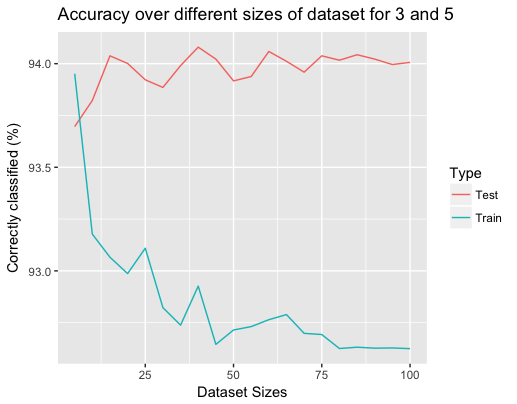 Accuracy over different sizes of dataset for 3 and 5
94.0
93.5
93.0
Correctly classified (%)
25
50
75
100
Dataset Sizes
Type
Test
Train